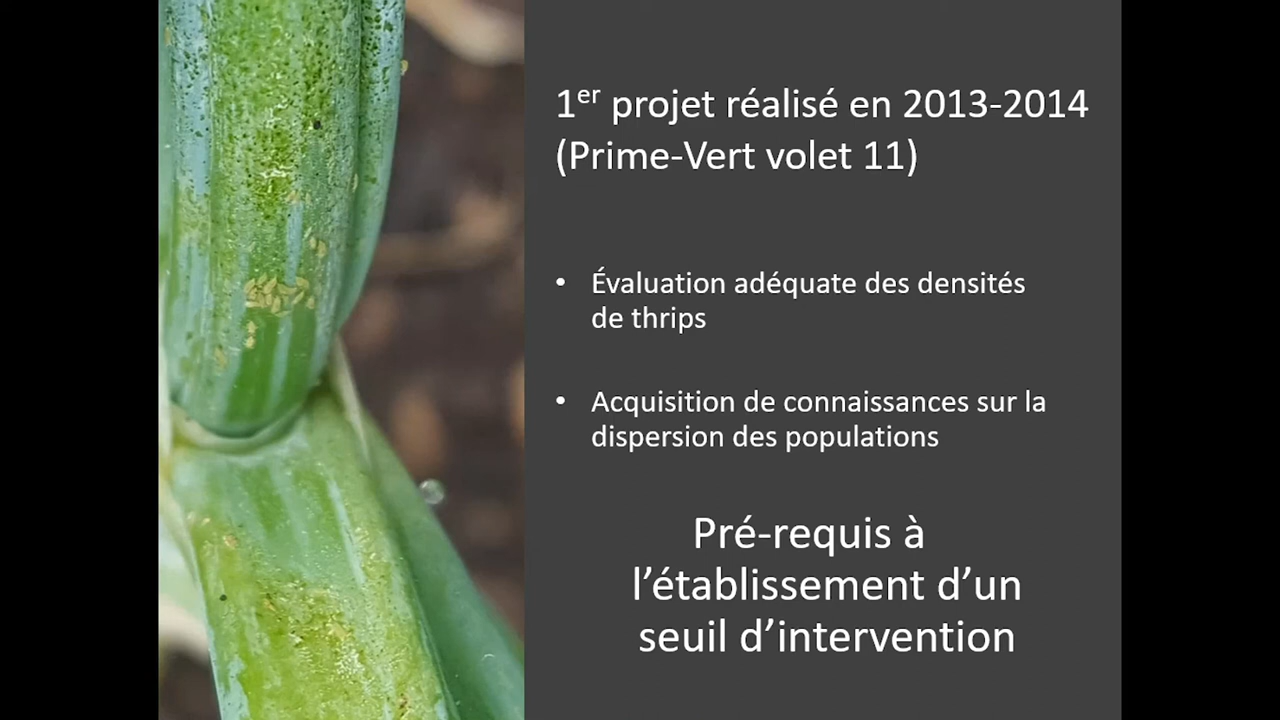 1er projet réalisé en 2013-2014
(Prime-Vert volet 11)
• Évaluation adéquate des densités
de thrips
• Acquisition de connaissances sur la
dispersion des populations
Pré-requis à
l’établissement d’un
seuil d’intervention